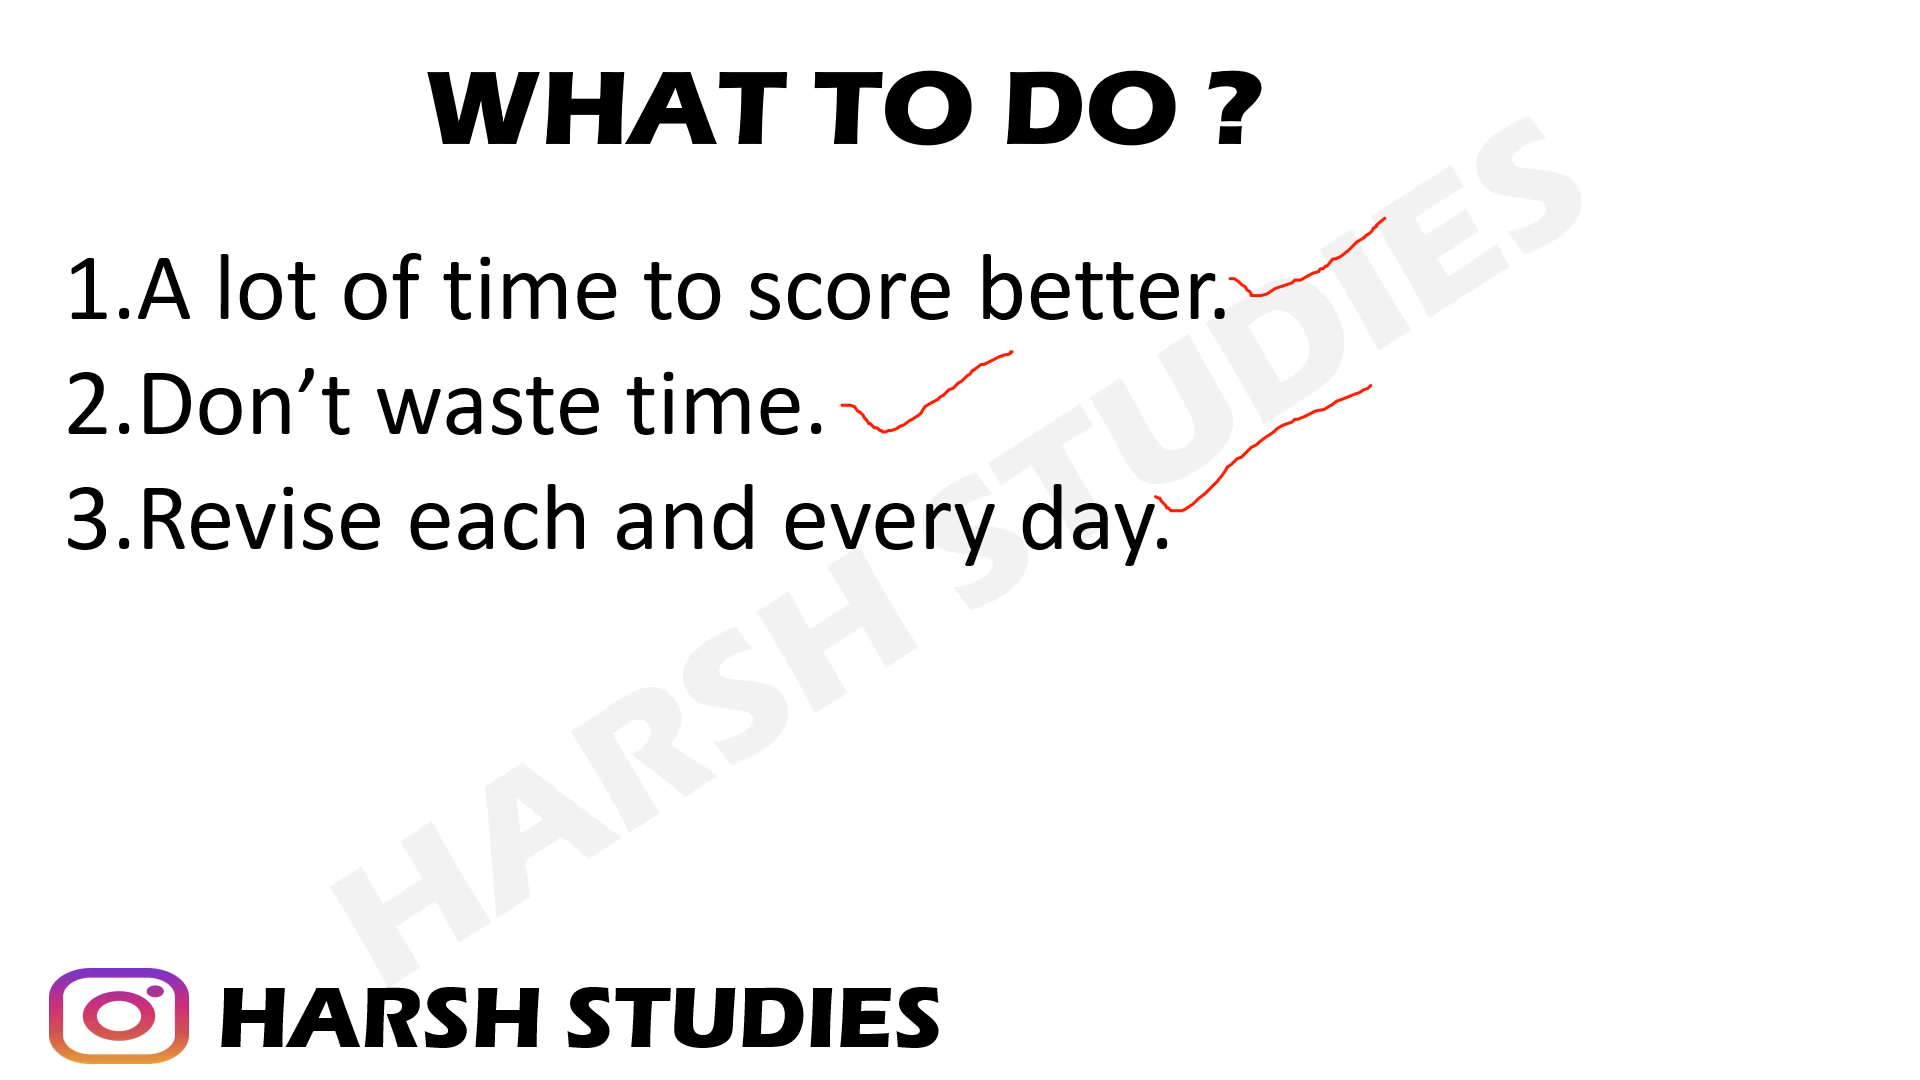 WHAT TO DO ?
1.A lot of time to score better.
2.Don’t waste time.
3.Revise each and every day.
HARSH STUDIES
HARSH STUDIES